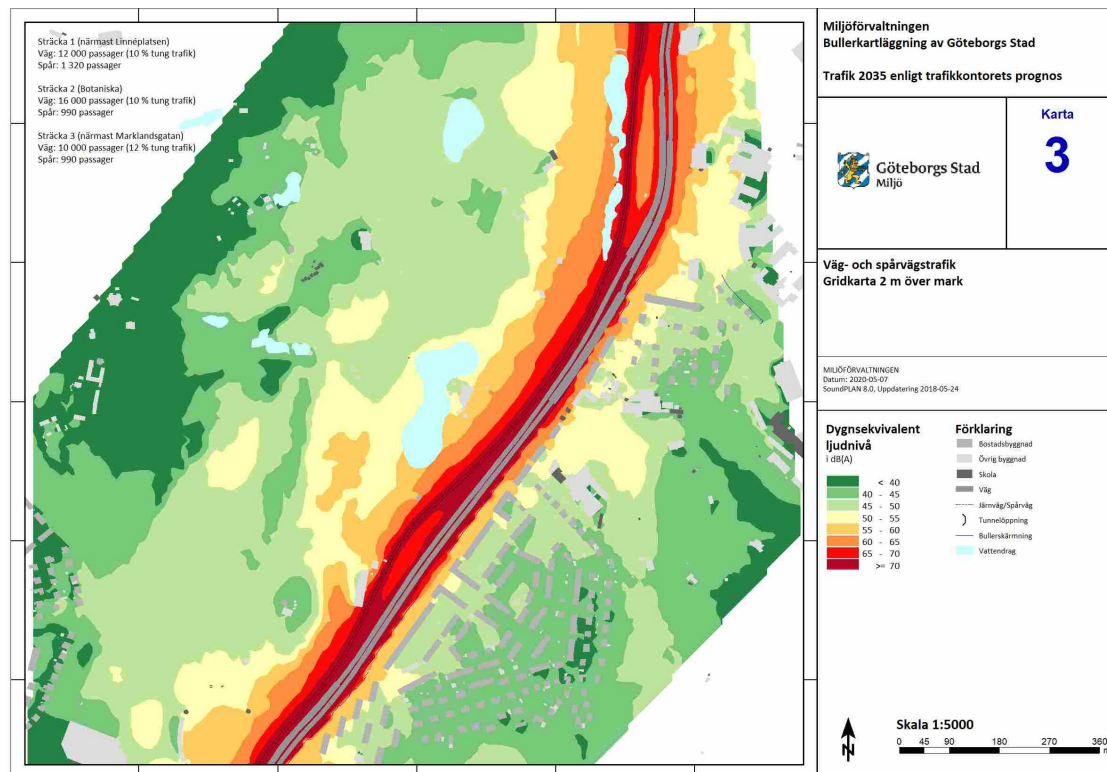 Sträcka 1 (närmast Linnéplatsen)
Väg: 12 000 passager (10 % tung trafik)
Spår: 1 320 passager
Sträcka 2 (Botaniska)
Väg: 16 000 passager (10 % tung trafik)
Spår: 990 passager
Sträcka 3 (närmast Marklandsgatan)
Väg: 10 000 passager (12 % tung trafik)
Spår: 990 passager
Miljöförvaltningen
Bullerkartläggning av Göteborgs Stad
Trafik 2035 enligt trafikkontorets prognos
Göteborgs Stad
Miljö
Karta
3
Väg- och spårvägstrafik
Gridkarta 2 m över mark
MILJÖFÖRVALTNINGEN
Datum: 2020-05-07
SoundPLAN 8.0, Uppdatering 2018-05-24
Dygnsekvivalent
ljudnivå
i dB(A)
< 40
40 - 45
45 - 50
50 - 55
55 - 60
60 - 65
65 - 70
>= 70
Förklaring
Bostadsbyggnad
Övrig byggnad
Skola
Väg
Järnväg/Spårväg
Tunnelöppning
Bullerskärmning
Vattendrag
N
Skala 1:5000
0 45 90 180 270 360
m